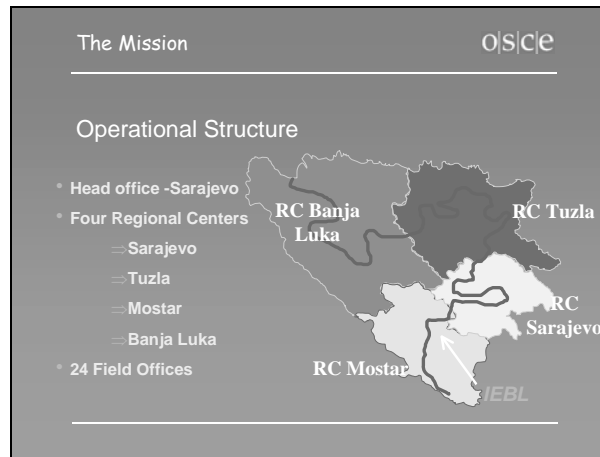 The Mission
o|s|c|e
Operational Structure
• Head office -Sarajevo
• Four Regional Centers
⇒Sarajevo
⇒Tuzla
⇒Mostar
⇒Banja Luka
• 24 Field Offices
RC Banja
Luka
RC Tuzla
RC
Sarajevo
RC Mostar
IEBL